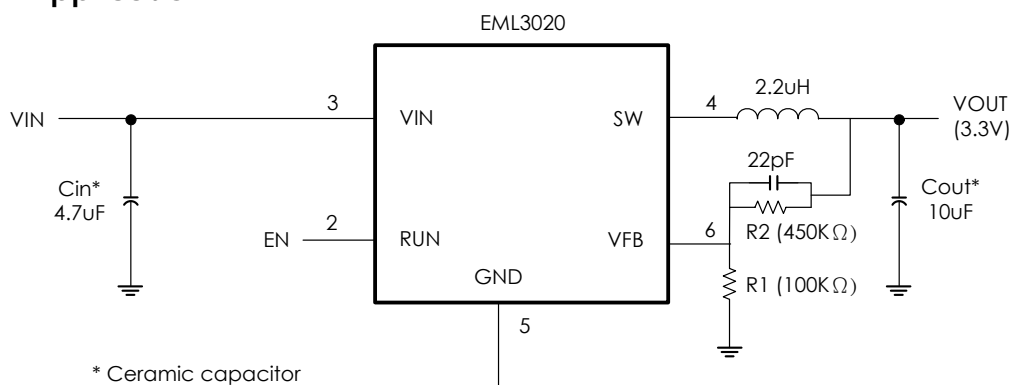 EML3020
VIN
3
VIN
SW
4
2.2uH
VOUT
(3.3V)
22pF
Cin*
4.7uF
Cout*
10uF
EN
2
RUN
VFB
6
R2 (450KΩ)
GND
R1 (100KΩ)
5
* Ceramic capacitor